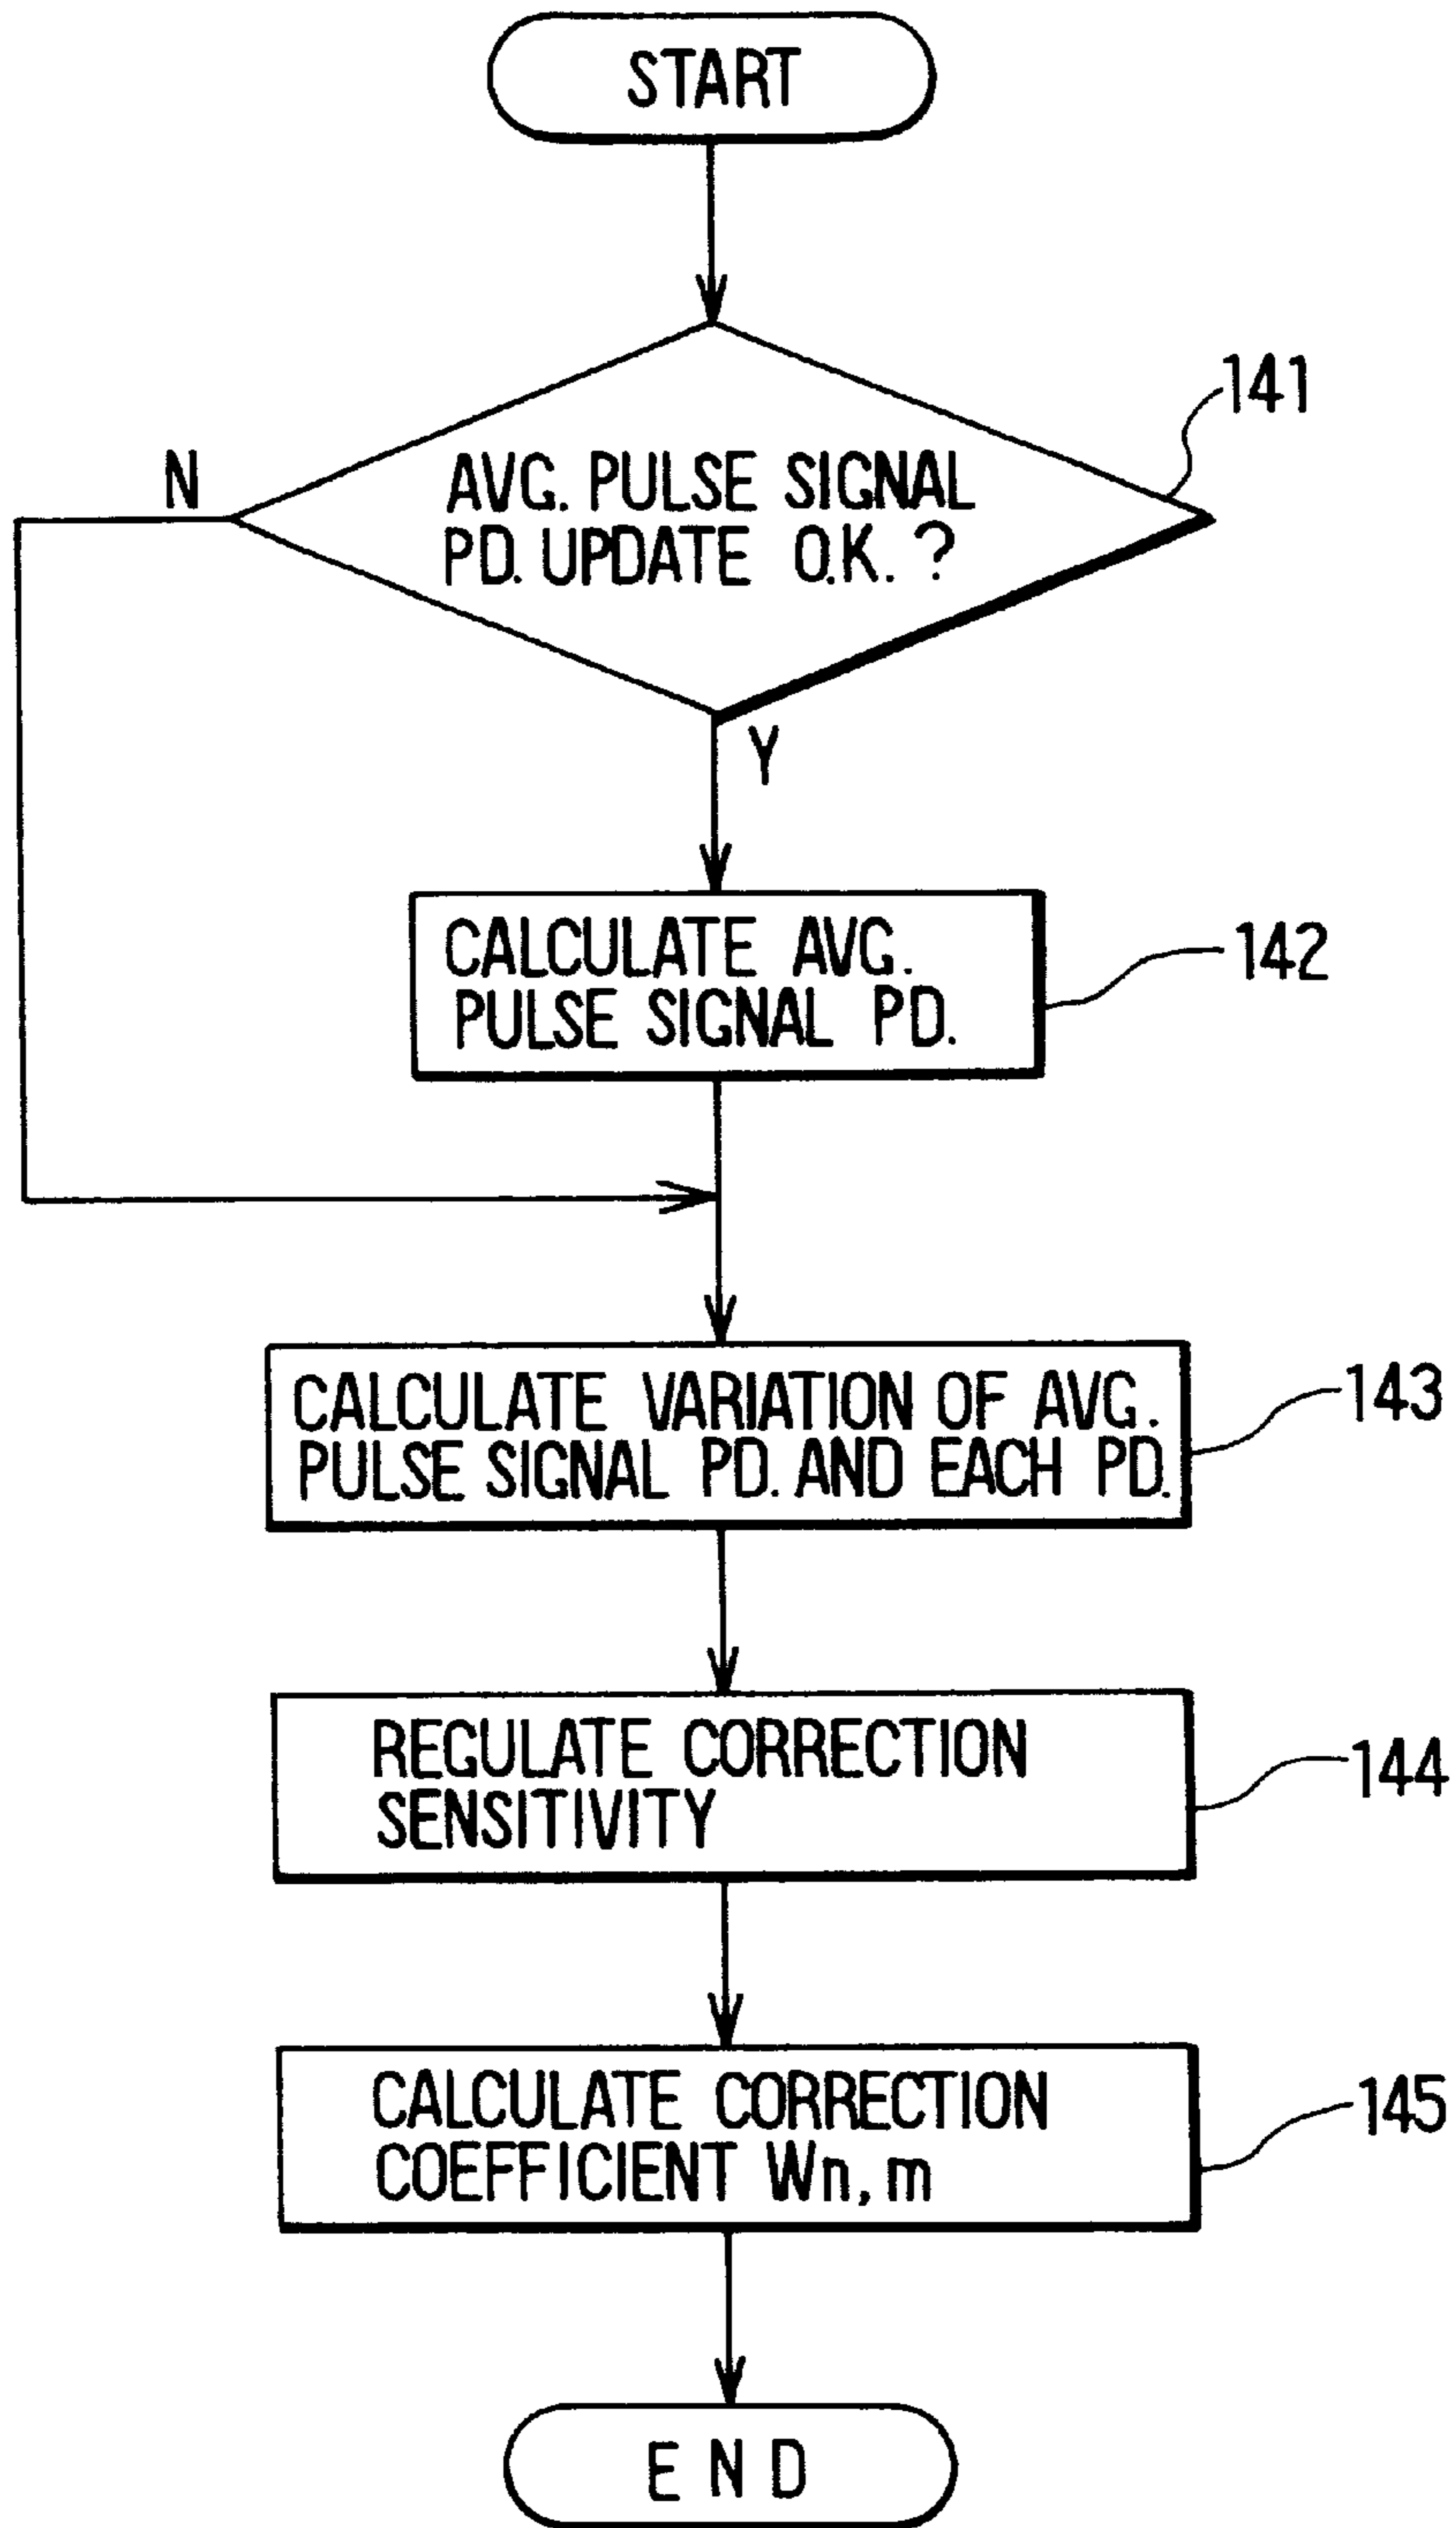 START
141
AVG. PULSE SIGNAL
PD. UPDATE O.K. ?
N
Y
CALCULATE AVG.
PULSE SIGNAL PD.
142
CALCULATE VARIATION OF AVG.
PULSE SIGNAL PD. AND EACH PD.
143
REGULATE CORRECTION
SENSITIVITY
144
CALCULATE CORRECTION
COEFFICIENT Wn, m
145
END